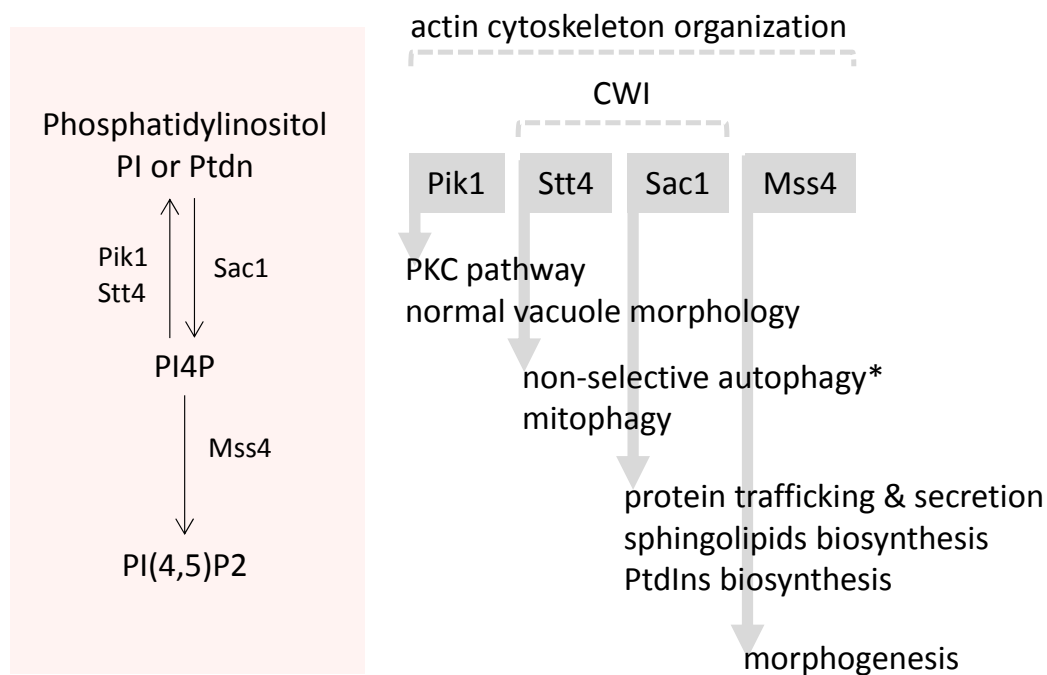 actin cytoskeleton organization
CWI
Phosphatidylinositol
PI or Ptdn
Pik1
Stt4
Sac1
PI4P
Mss4
PI(4,5)P2
Pik1
Stt4
Sac1
Mss4
PKC pathway
normal vacuole morphology
non-selective autophagy*
mitophagy
protein trafficking & secretion
sphingolipids biosynthesis
PtdIns biosynthesis
morphogenesis